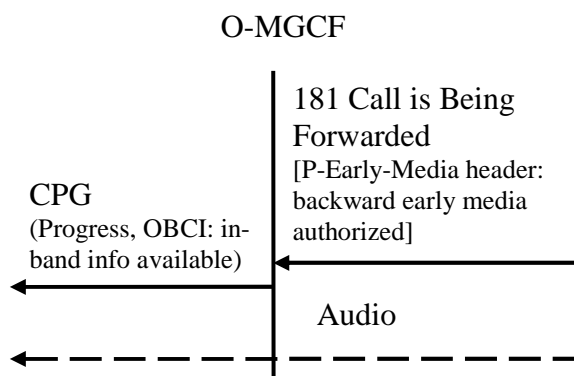 O-MGCF
181 Call is Being
Forwarded
[P-Early-Media header:
backward early media
authorized]
CPG
(Progress, OBCI: in-
band info available)
Audio